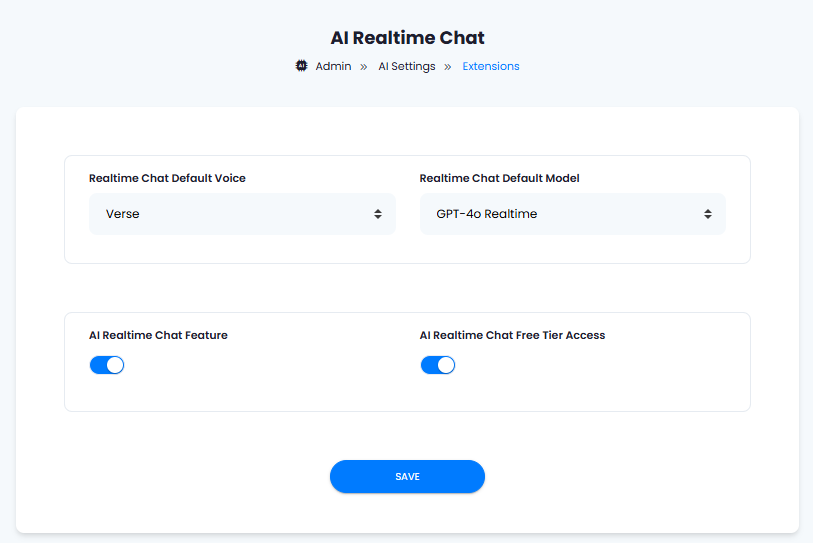 AI Realtime Chat
AI Admin » AI Settings » Extensions
Realtime Chat Default Voice
Realtime Chat Default Model
Verse
GPT-4o Realtime
AI Realtime Chat Feature
AI Realtime Chat Free Tier Access
SAVE